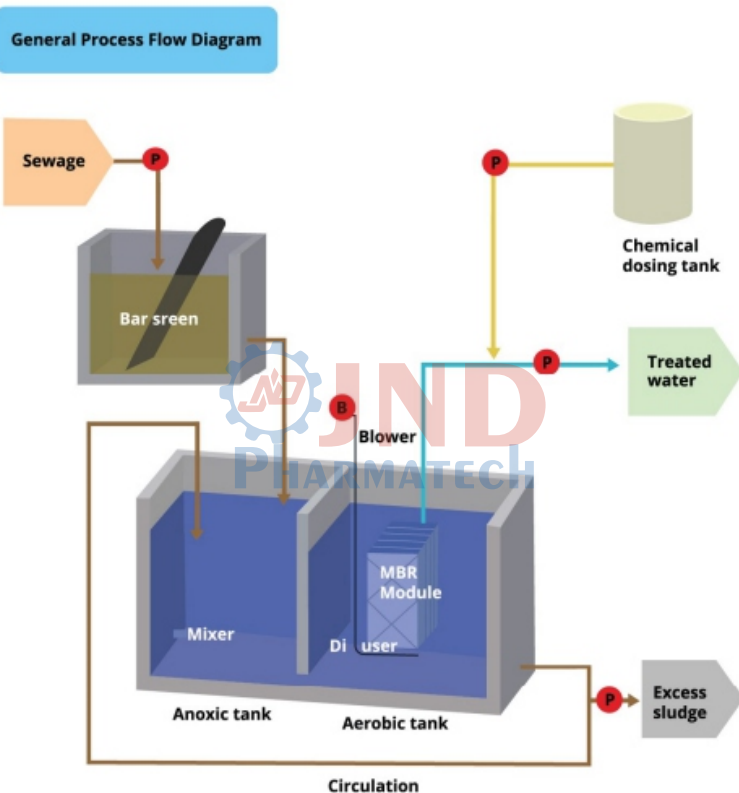 General Process Flow Diagram
Sewage
P
P
Chemical
dosing tank
Bar sreen
P
Treated
water
JND
B
Blower
PHARMATECH
MBR
Module
Mixer
Di user
P
Excess
sludge
Anoxic tank
Aerobic tank
Circulation